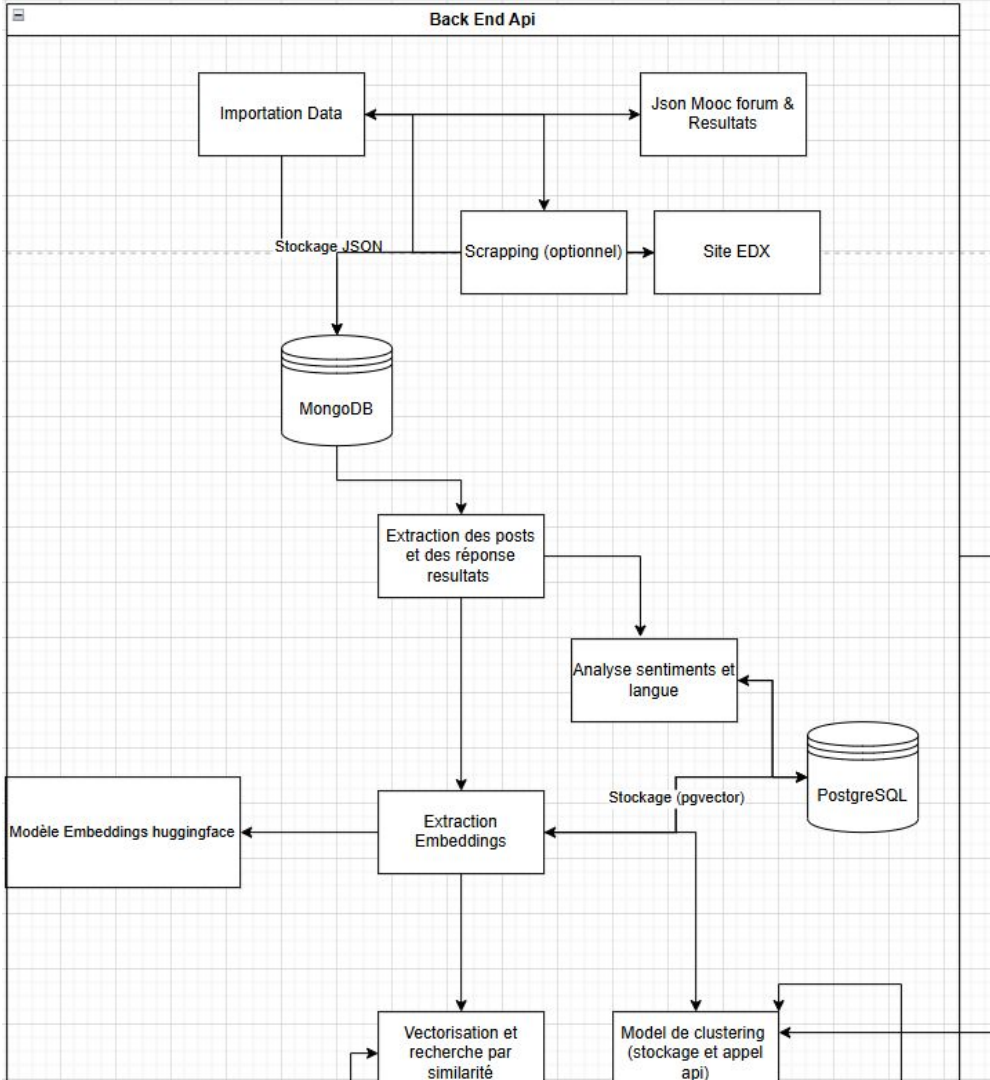 Back End Api
Importation Data
Json Mooc forum &
Resultats
Stockage JSON
Scrapping (optionnel)
Site EDX
MongoDB
Extraction des posts
et des réponse
resultats
Analyse sentiments et
langue
Stockage (pgvector)
PostgreSQL
Modèle Embeddings huggingface
Extraction
Embeddings
Vectorisation et
recherche par
similarité
Model de clustering
(stockage et appel
api)